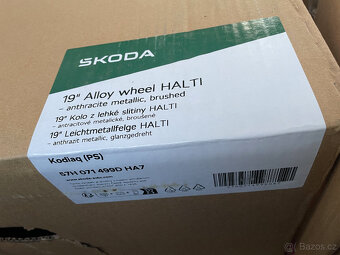 ŠKODA
19" Alloy wheel HALTI
– anthracite metallic, brushed
19" Kolo z lehké slitiny HALTI
– antracitové metalické, broušené
19" Leichtmetallfelge HALTI
– anthrazit metallic, glanzgedreht
Kodiaq (PS)
57H 071 499D HA7
Bazoš.cz